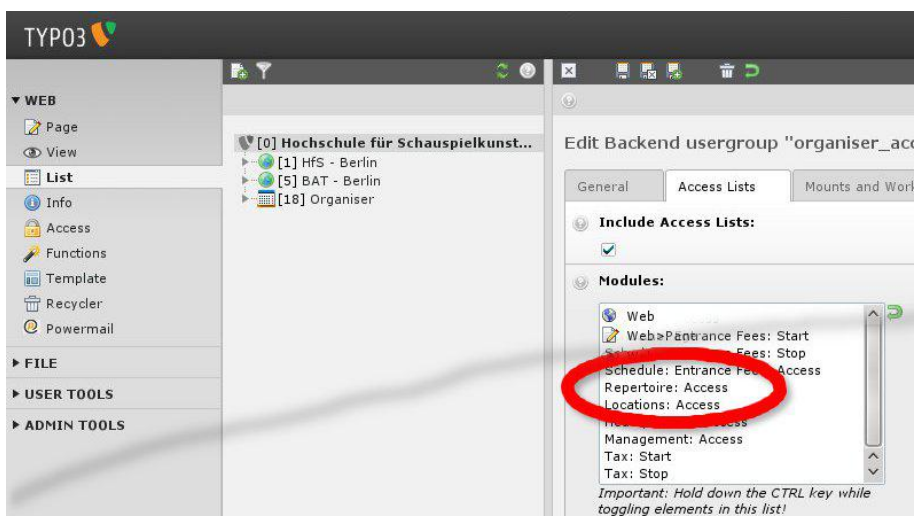 TYPO3
WEB
Page
View
List
Info
Access
Functions
Template
Recycler
Powermail
FILE
USER TOOLS
ADMIN TOOLS
[0] Hochschule für Schauspielkunst...
[1] HfS - Berlin
[5] BAT - Berlin
[18] Organiser
Edit Backend usergroup "organiser_acc
General
Access Lists
Mounts and Work
Include Access Lists:
Modules:
Web
Entrance Fees: Start
Fees: Stop
Schedule: Entrance Access
Repertoire: Access
Locations: Access
Management: Access
Tax: Start
Tax: Stop
Important: Hold down the CTRL key while
toggling elements in this list!